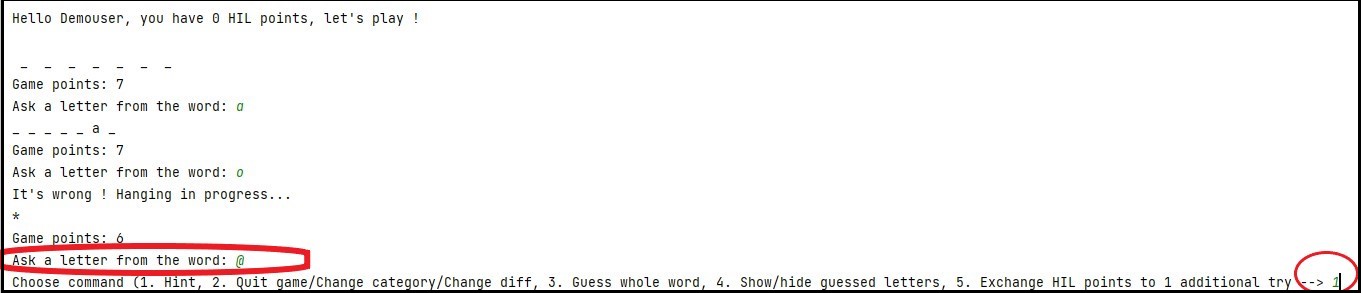 Hello Demouser, you have 0 HIL points, let's play !
_ _ _ _ _ _ _
Game points: 7
Ask a letter from the word: a
_ _ _ _ _ a _
Game points: 7
Ask a letter from the word: o
It's wrong ! Hanging in progress...
*
Game points: 6
Ask a letter from the word: @
Choose command (1. Hint, 2. Quit game/Change category/Change diff, 3. Guess whole word, 4. Show/hide guessed letters, 5. Exchange HIL points to 1 additional try --> 1